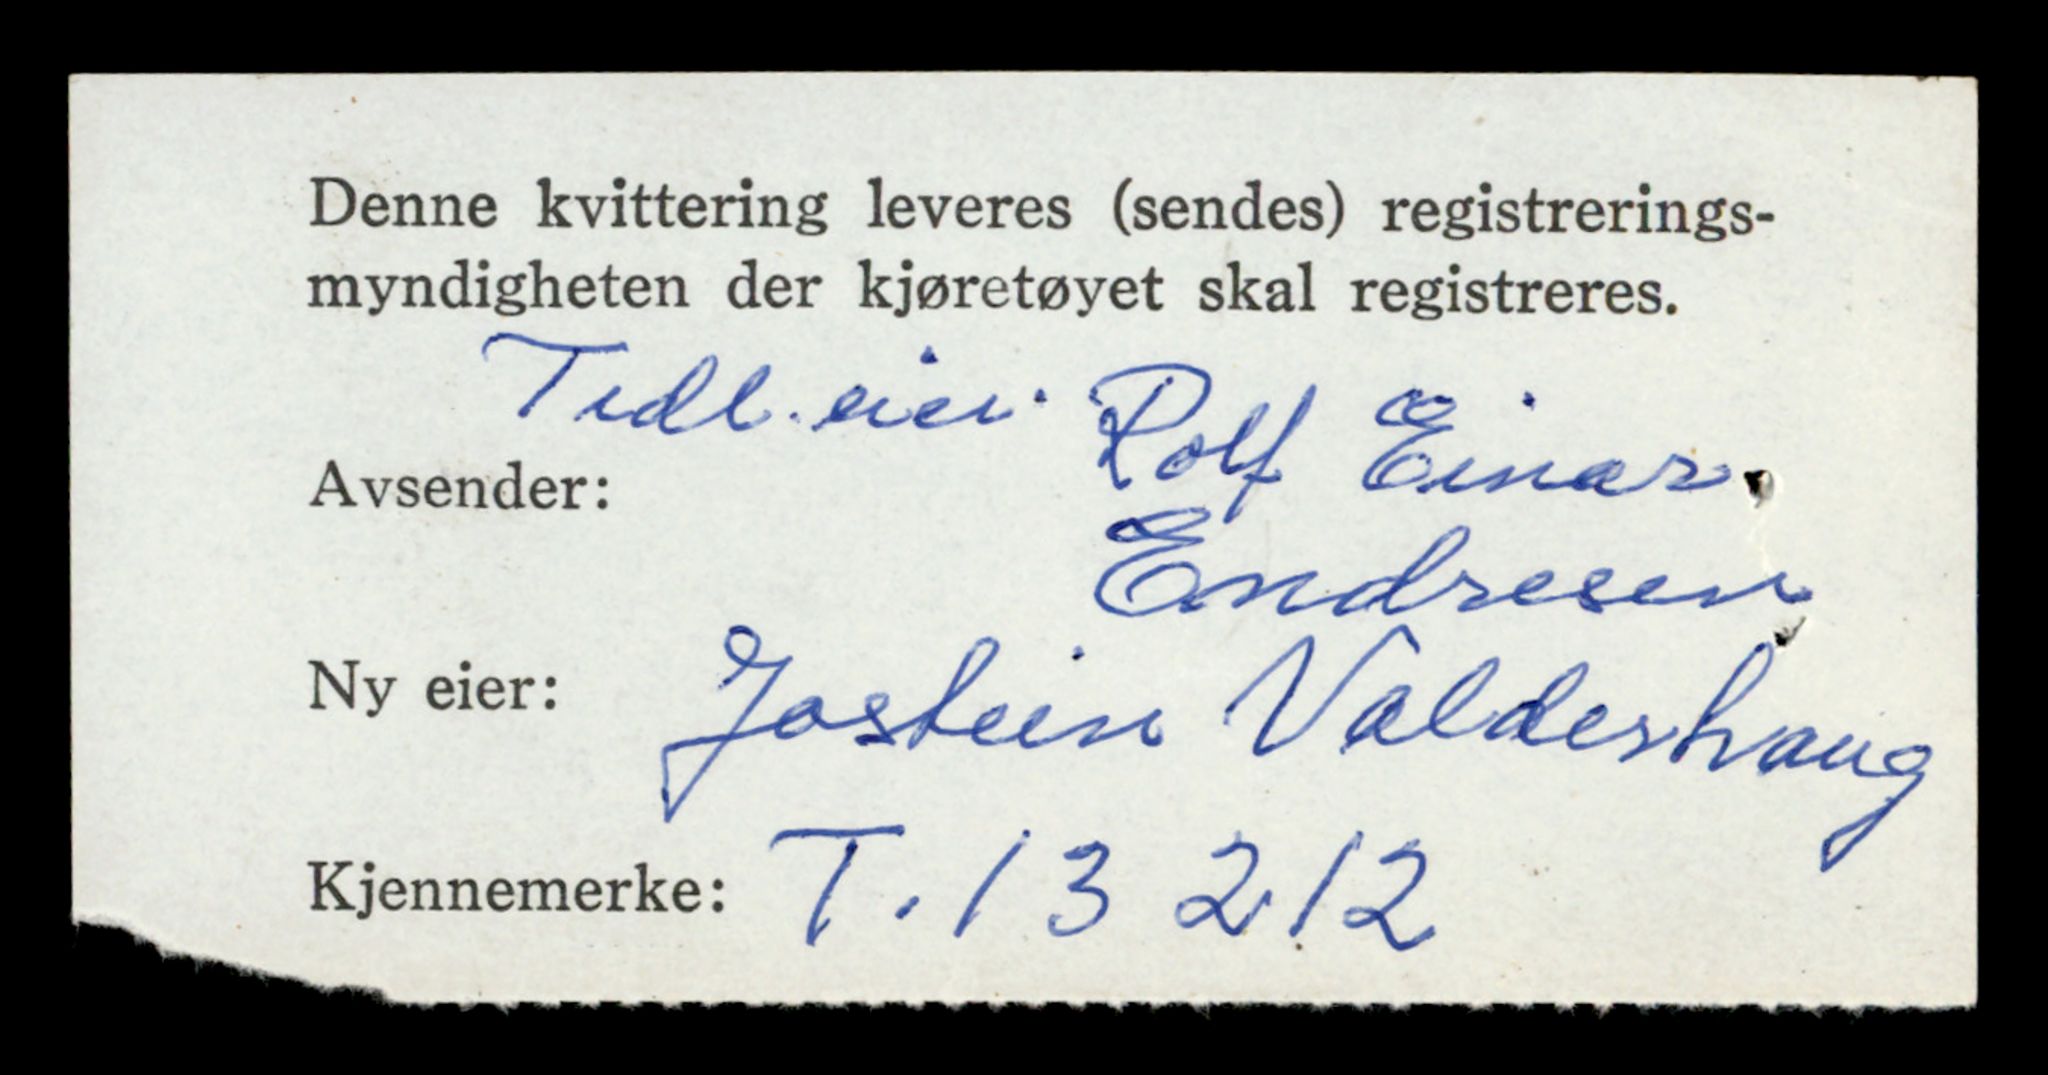 Denne kvittering leveres (sendes) registrerings-
myndigheten der kjøretøyet skal registreres.
Tidl. eier. Rolf Einar
Avsender:
Endresen
Ny eier: Jostein Valderhaug
Kjennemerke: T. 13 212